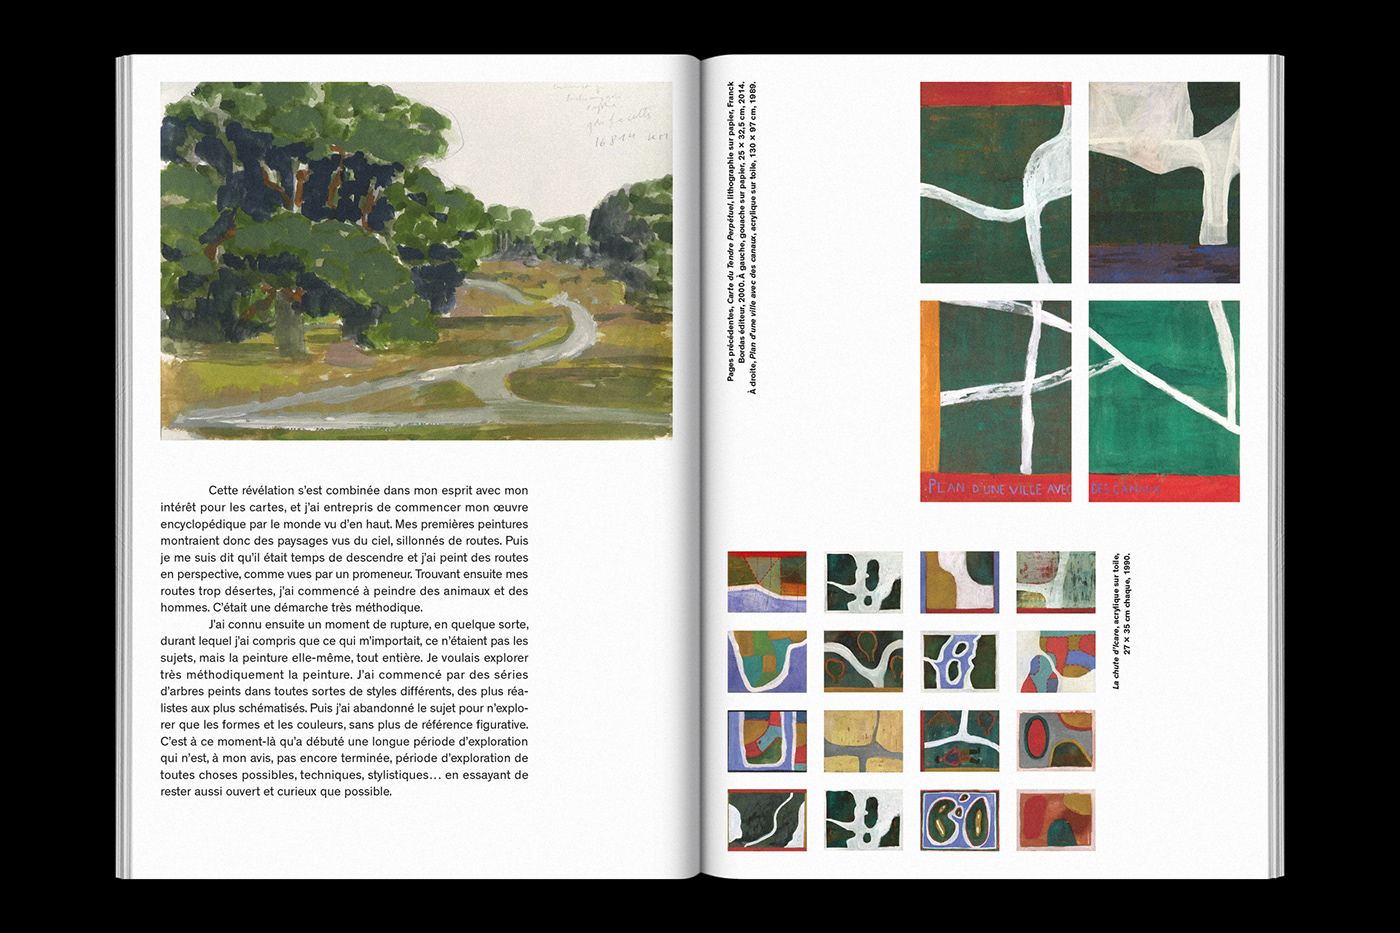 16 8 14
Cette révélation s'est combinée dans mon esprit avec mon
intérêt pour les cartes, et j'ai entrepris de commencer mon œuvre
encyclopédique par le monde vu d'en haut. Mes premières peintures
montraient donc des paysages vus du ciel, sillonnés de routes. Puis
je me suis dit qu'il était temps de descendre et j'ai peint des routes
en perspective, comme vues par un promeneur. Trouvant ensuite mes
routes trop désertes, j'ai commencé à peindre des animaux et des
hommes. C'était une démarche très méthodique.
J'ai connu ensuite un moment de rupture, en quelque sorte,
durant lequel j'ai compris que ce qui m'importait, ce n'étaient pas les
sujets, mais la peinture elle-même, tout entière. Je voulais explorer
très méthodiquement la peinture. J'ai commencé par des séries
d'arbres peints dans toutes sortes de styles différents, des plus réa-
listes aux plus schématisés. Puis j'ai abandonné le sujet pour n'explo-
rer que les formes et les couleurs, sans plus de référence figurative.
C'est à ce moment-là qu'a débuté une longue période d'exploration
qui n'est, à mon avis, pas encore terminée, période d'exploration de
toutes choses possibles, techniques, stylistiques… en essayant de
rester aussi ouvert et curieux que possible.
Pages précédentes, Carte du Tendre Perpétuel, lithographie sur papier, Franck
Bordas éditeur, 2000. À gauche, gouache sur papier, 25 × 32,5 cm, 2014.
À droite, Plan d'une ville avec des canaux, acrylique sur toile, 130 × 97 cm, 1989.
PLAN D'UNE VILLE AVEC DES CANAUX
La chute d'Icare, acrylique sur toile,
27 × 35 cm chaque, 1990.